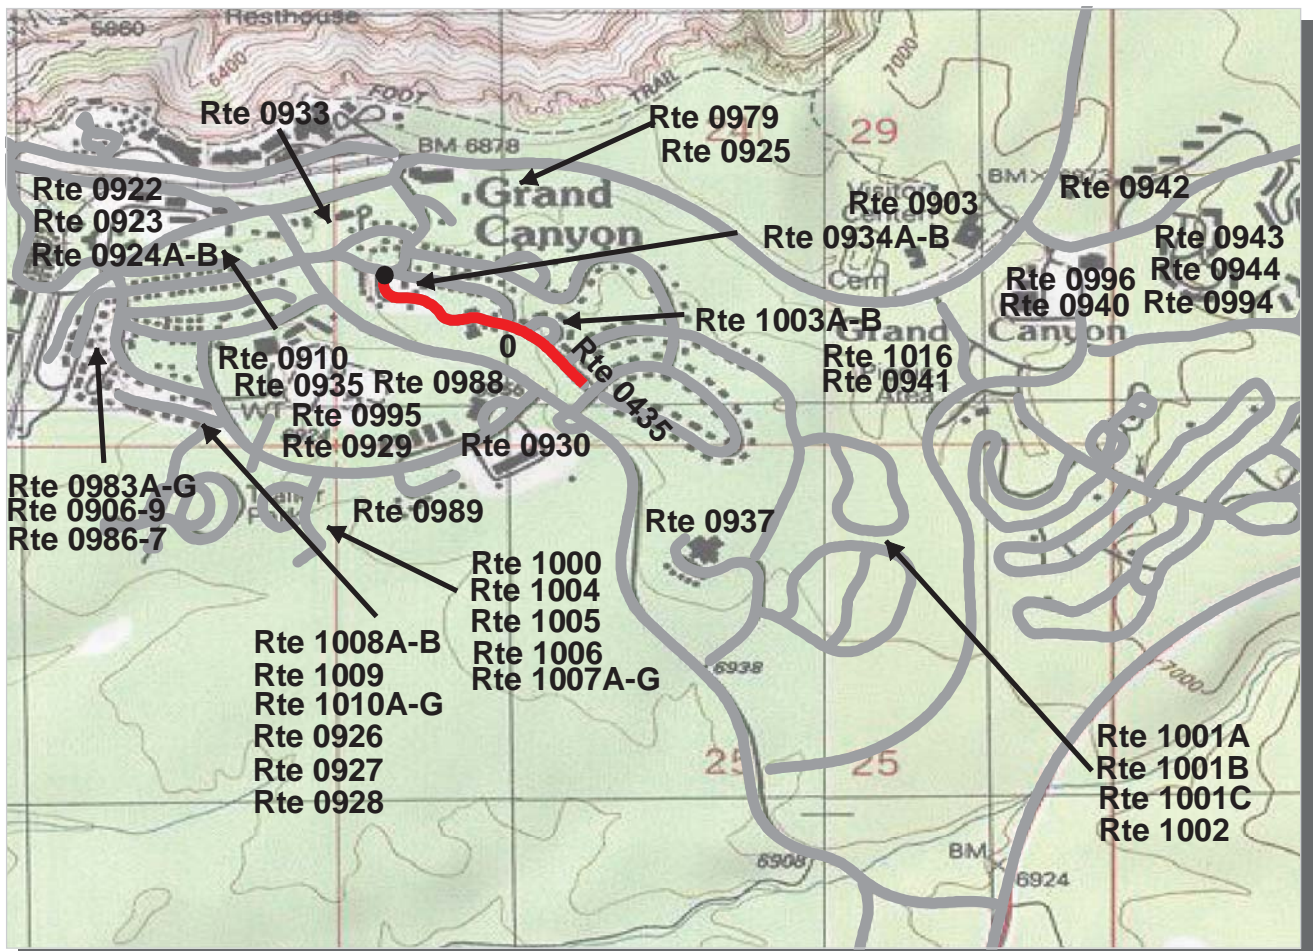 Resthouse
5860
6400
FOOT
TRAIL
7000
Rte 0933
Rte 0979
24
29
Rte 0925
BM 6878
BM
Rte 0922
Rte 0923
Rte 0924A-B
Grand
Canyon
Visitor
Center
Rte 0903
Rte 0942
Rte 0934A-B
Rte 0943
Rte 0944
Rte 0994
Cem
Rte 0996
Rte 0940
Rte 1003A-B
Grand
Canyon
0
Rte 1016
Rte 0941
Area
Rte 0910
Rte 0935
Rte 0988
Rte 0995
Rte 0929
WT
Rte 0930
Rte 0435
Rte 0983A-G
Rte 0906-9
Rte 0986-7
Trailer
Park
Rte 0989
Rte 0937
Rte 1000
Rte 1004
Rte 1005
Rte 1006
Rte 1007A-G
Rte 1008A-B
Rte 1009
Rte 1010A-G
Rte 0926
Rte 0927
Rte 0928
6938
7000
25
25
Rte 1001A
Rte 1001B
Rte 1001C
Rte 1002
6908
BM
6924